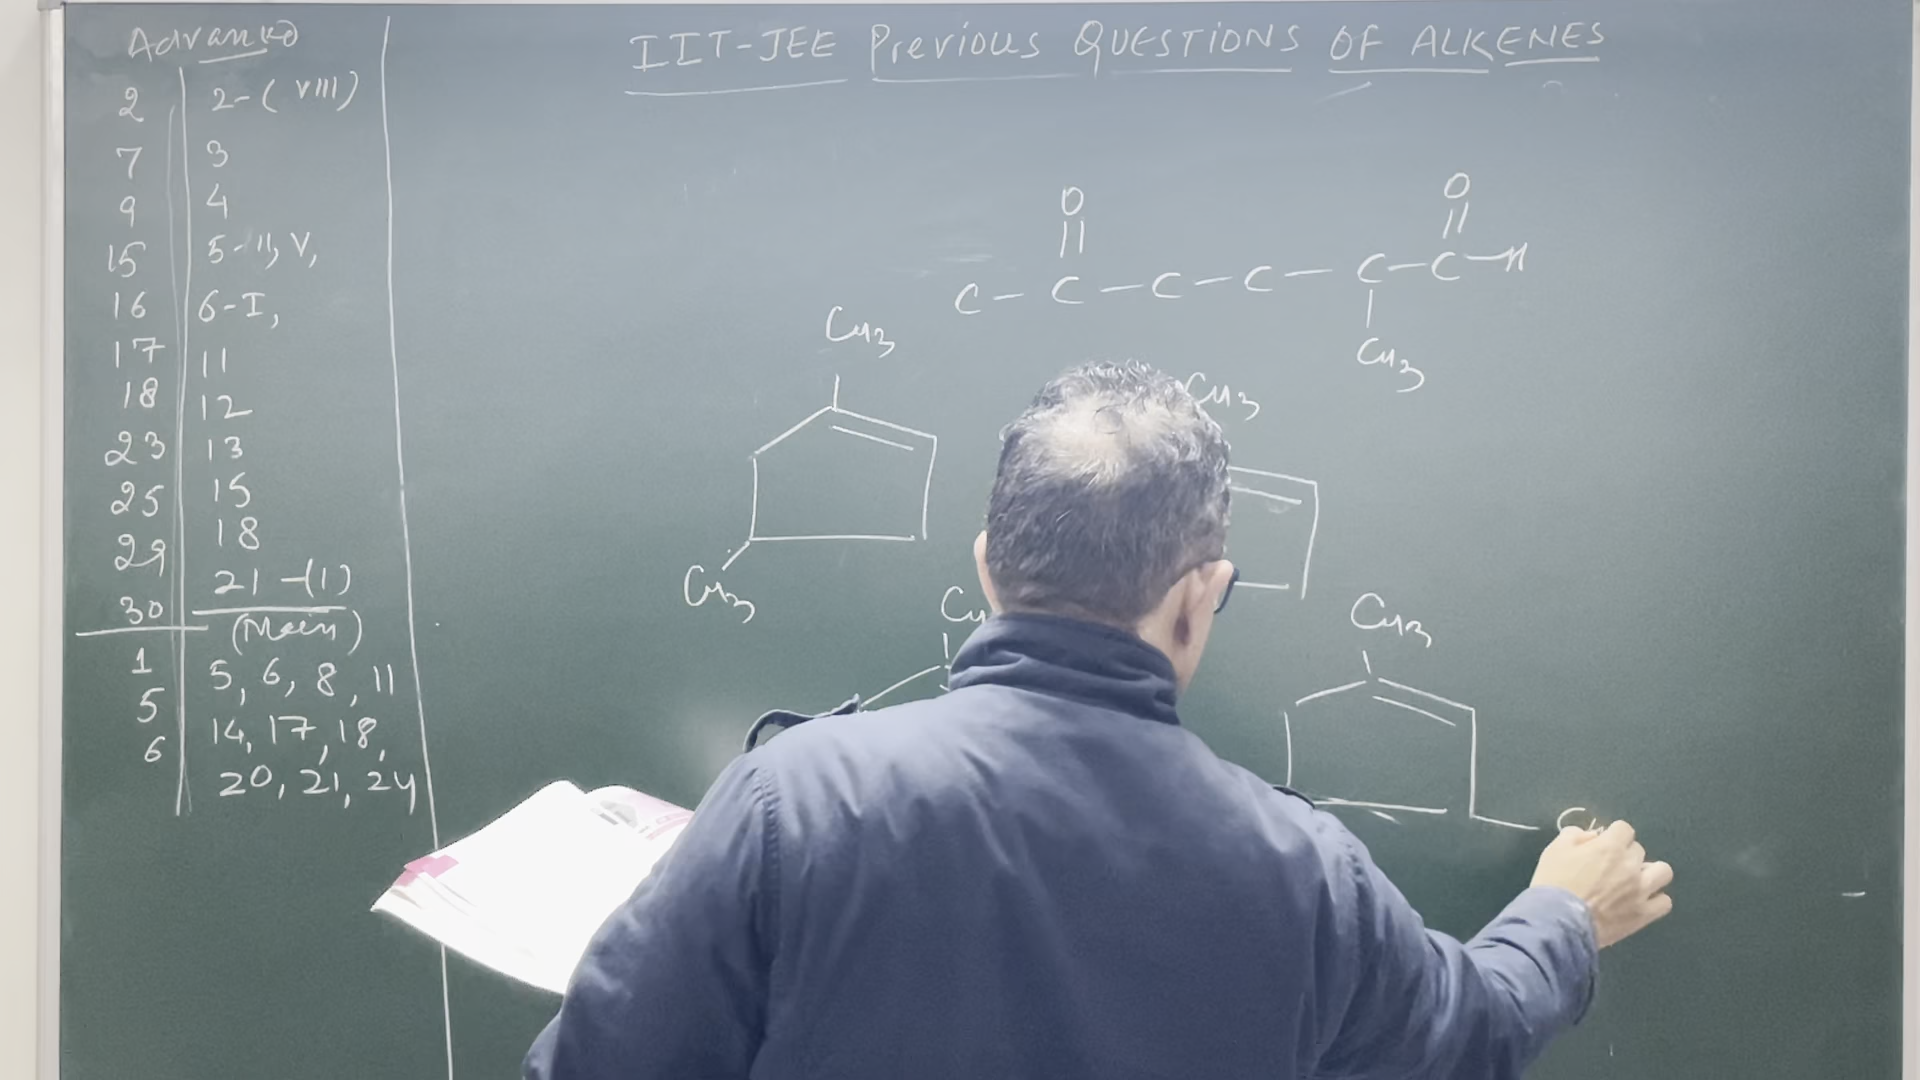 Advanced
IIT-JEE Previous QUESTIONS OF ALKENES
2 2-(VIII)
7 3
9 4
15 5-II, V,
16 6-I,
17 11
18 12
23 13
25 15
29 18
30 21-(1)
(Main)
1 5, 6, 8, 11
5 14, 17, 18,
6 20, 21, 24
O O
C - C - C - C - C - C - H
CH3
CH3
CH3
CH3
CH3